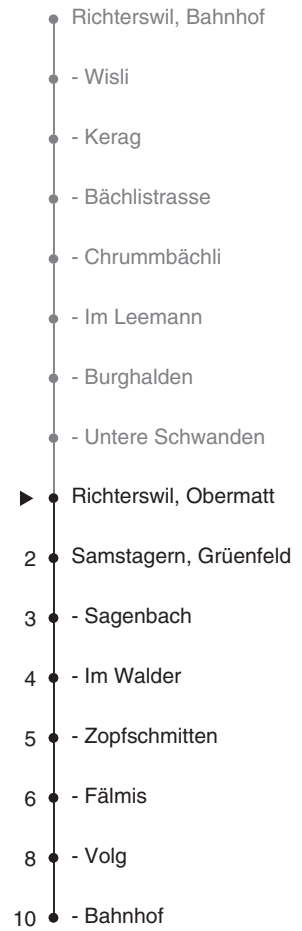 Richterswil, Bahnhof
- Wisli
- Kerag
- Bächlistrasse
- Chrummbächli
- Im Leemann
- Burghalden
- Untere Schwanden
Richterswil, Obermatt
2 Samstagern, Grüenfeld
3 - Sagenbach
4 - Im Walder
5 - Zopfschmitten
6 - Fälmis
8 - Volg
10 - Bahnhof